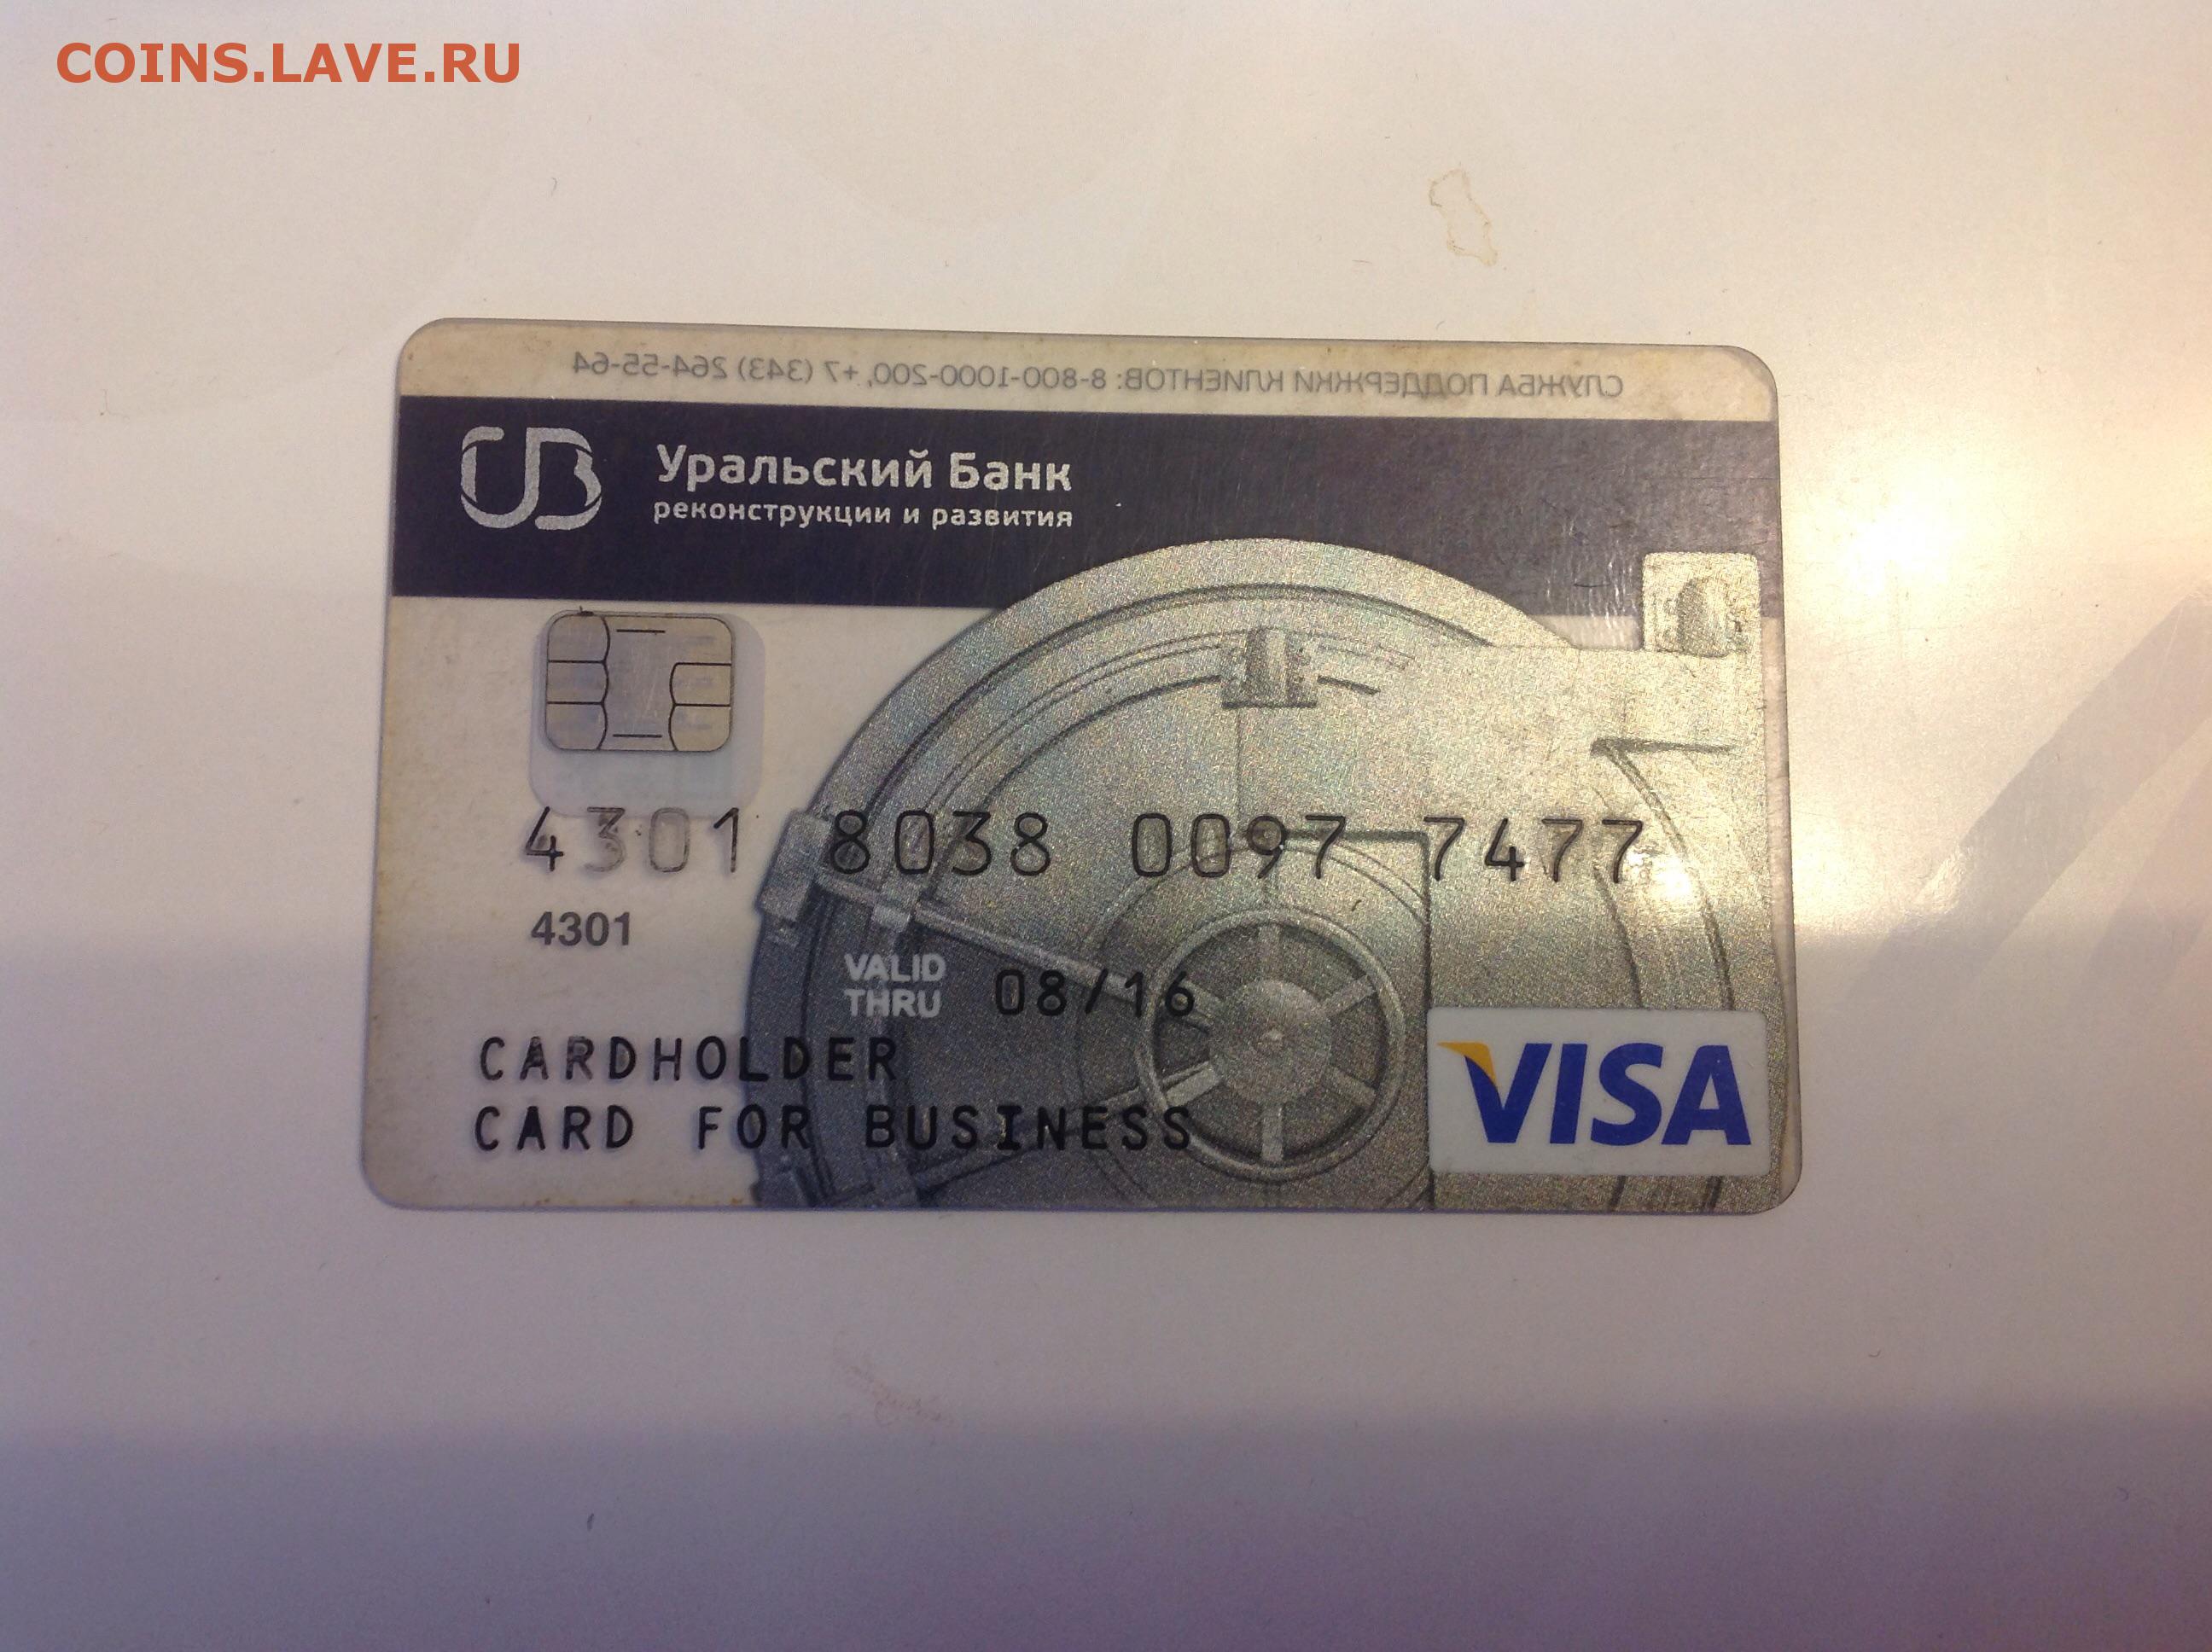 COINS.LAVE.RU
СЛУЖБА ПОДДЕРЖКИ КЛИЕНТОВ: 8-800-1000-200, +7 (343) 264-55-64
UB Уральский Банк
реконструкции и развития
4301 8038 0097 7477
4301
VALID
THRU 08/16
CARDHOLDER
CARD FOR BUSINESS
VISA